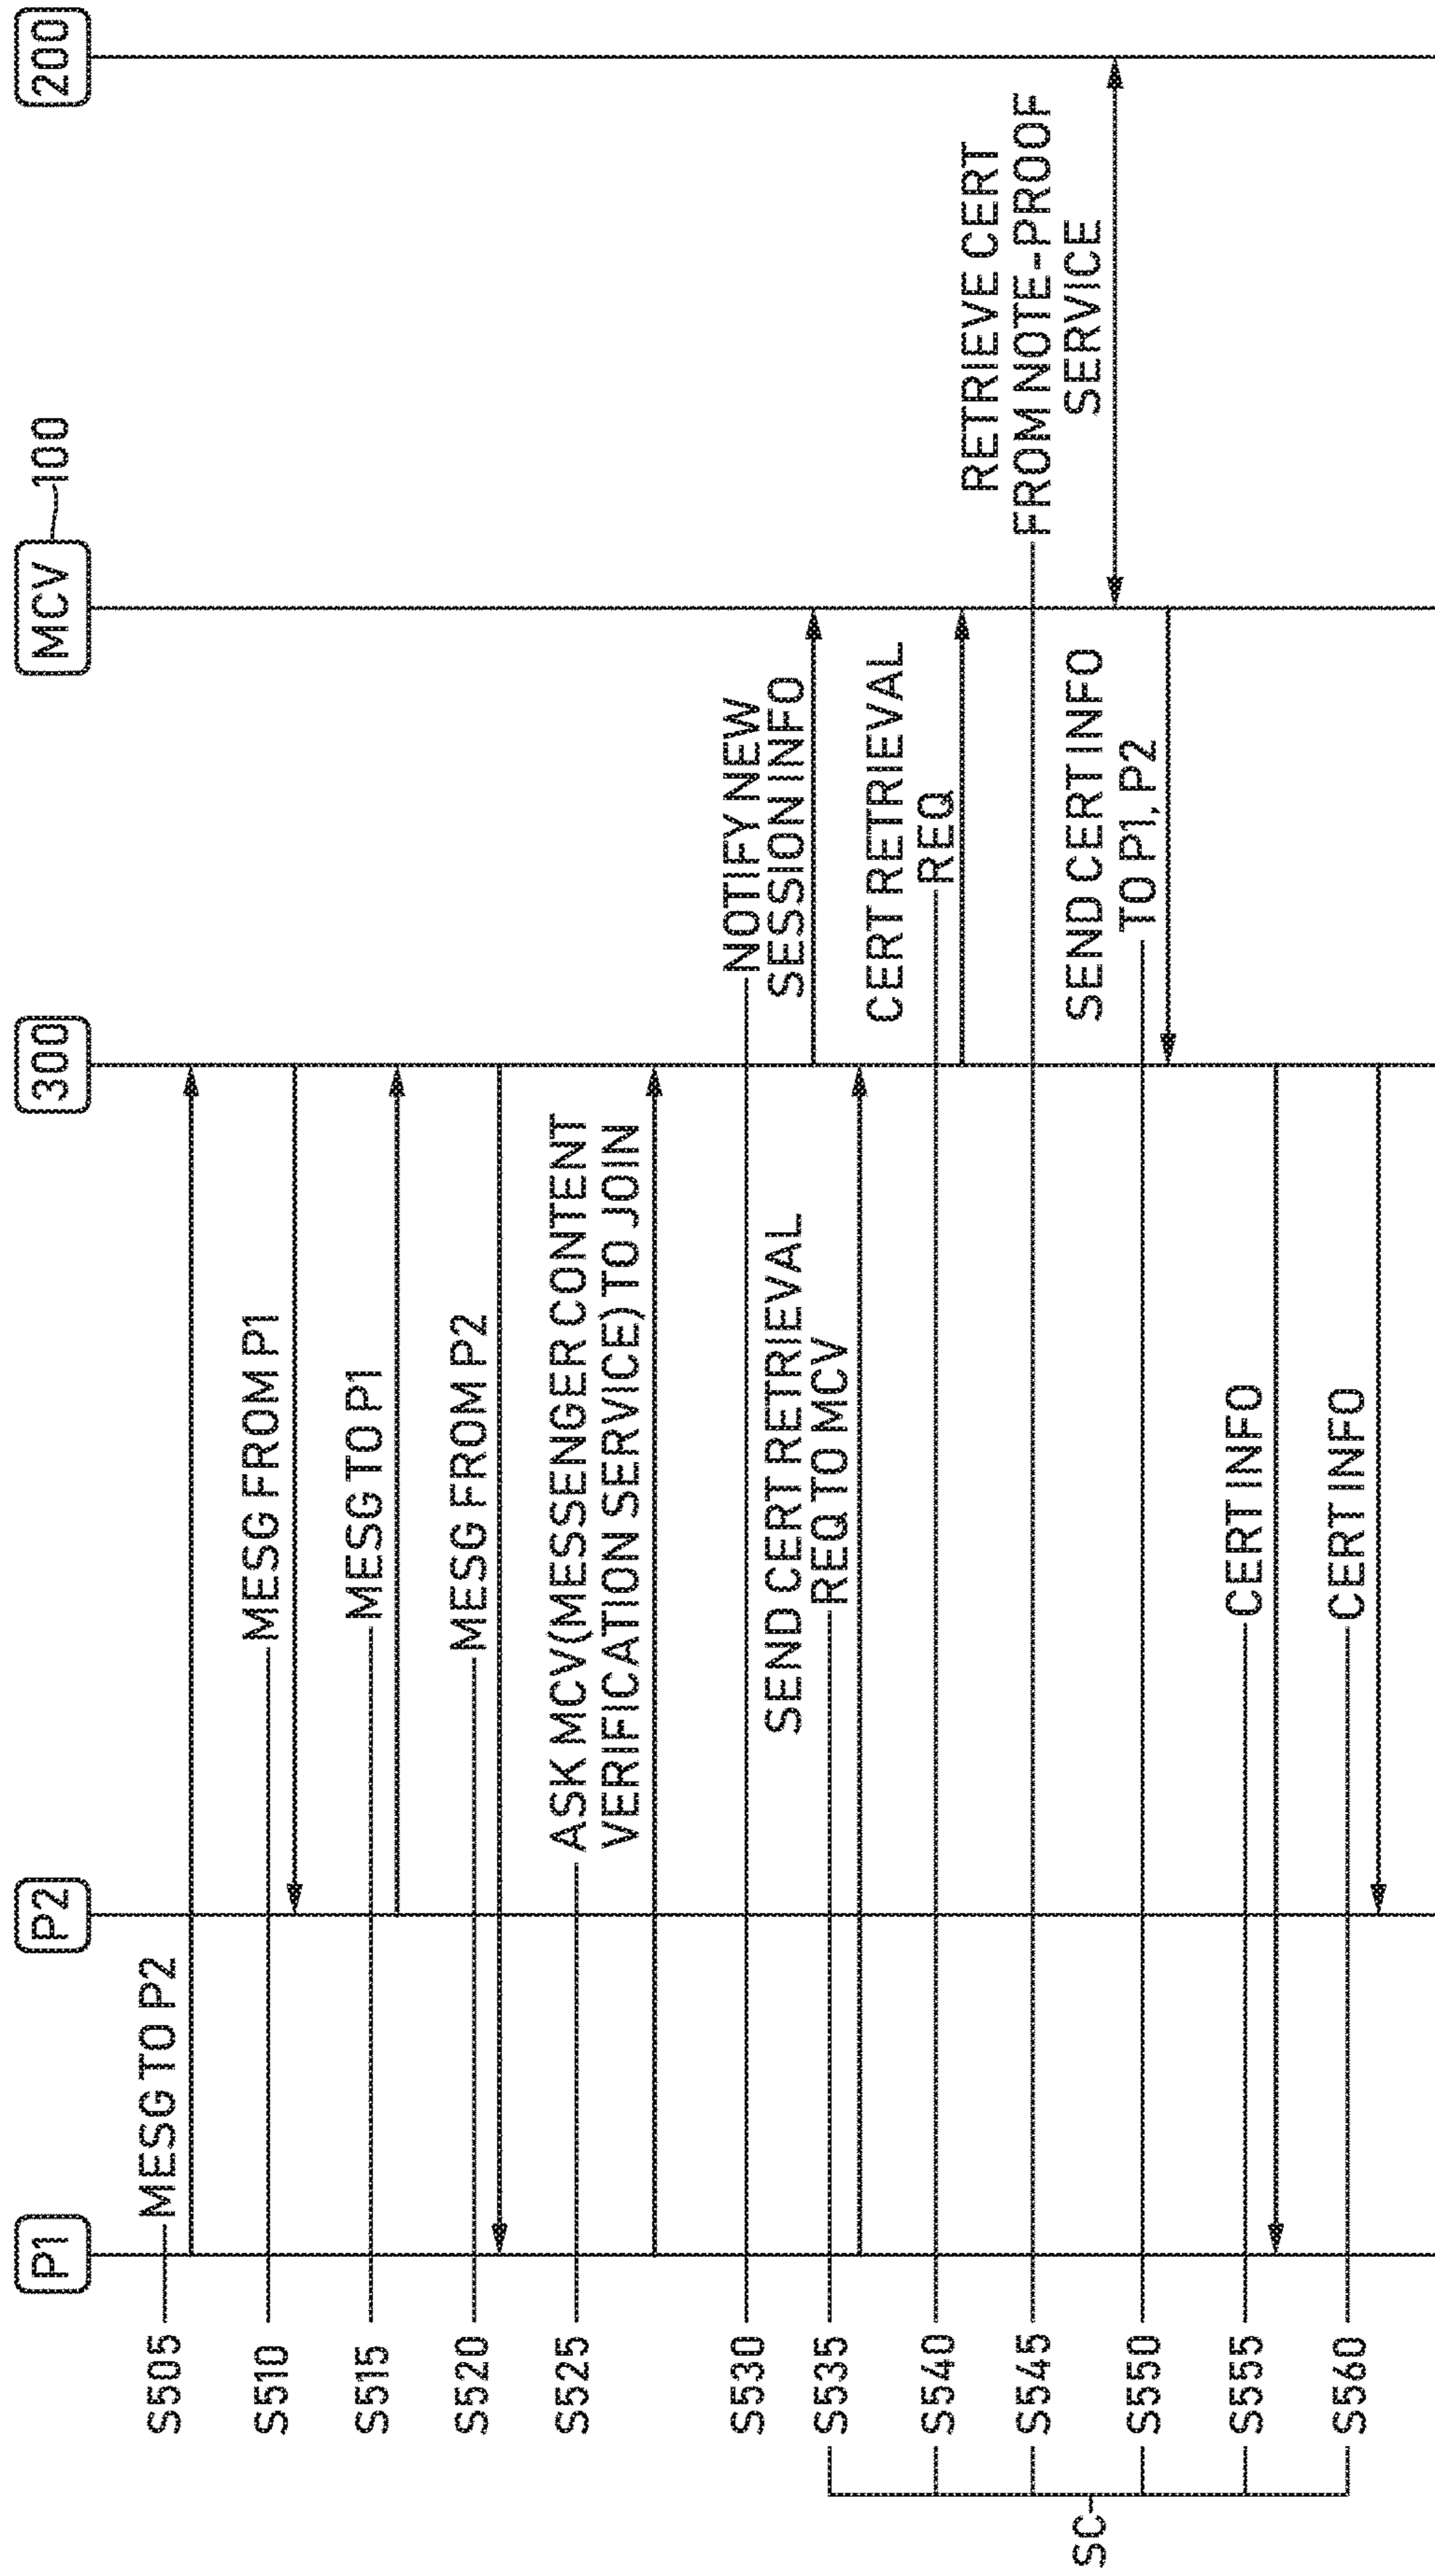 P1
P2
300
MCV
100
200
S505
MESG TO P2
S510
MESG FROM P1
S515
MESG TO P1
S520
MESG FROM P2
S525
ASK MCV(MESSENGER CONTENT
VERIFICATION SERVICE) TO JOIN
S530
NOTIFY NEW
SESSION INFO
S535
SEND CERT RETRIEVAL
REQ TO MCV
S540
CERT RETRIEVAL
REQ
S545
RETRIEVE CERT
FROM NOTE-PROOF
SERVICE
S550
SEND CERT INFO
TO P1, P2
S555
CERT INFO
S560
CERT INFO
SC